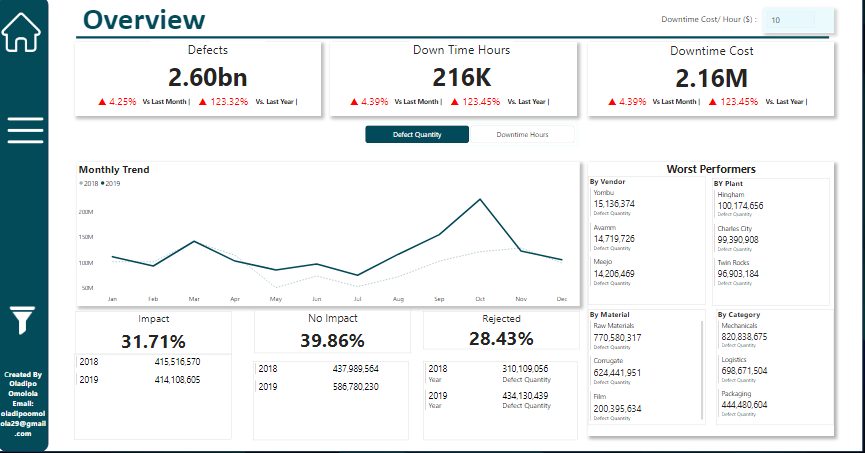 Overview
Downtime Cost/ Hour ($) : 10
Defects
2.60bn
▲ 4.25% Vs Last Month | ▲ 123.32% Vs. Last Year |
Down Time Hours
216K
▲ 4.39% Vs Last Month | ▲ 123.45% Vs. Last Year |
Downtime Cost
2.16M
▲ 4.39% Vs Last Month | ▲ 123.45% Vs. Last Year |
Defect Quantity
Downtime Hours
Monthly Trend
2018 2019
200M
150M
100M
50M
Jan Feb Mar Apr May Jun Jul Aug Sep Oct Nov Dec
Worst Performers
By Vendor
Yombu
15,136,374
Defect Quantity
Avamm
14,719,726
Defect Quantity
Meejo
14,206,469
Defect Quantity
BY Plant
Hingham
100,174,656
Defect Quantity
Charles City
99,390,908
Defect Quantity
Twin Rocks
96,903,184
Defect Quantity
By Material
Raw Materials
770,580,317
Defect Quantity
Corrugate
624,441,951
Defect Quantity
Film
200,395,634
Defect Quantity
By Category
Mechanicals
820,838,675
Defect Quantity
Logistics
698,671,504
Defect Quantity
Packaging
444,480,604
Defect Quantity
Impact
31.71%
2018 415,516,570
2019 414,108,605
No Impact
39.86%
2018 437,989,564
2019 586,780,230
Rejected
28.43%
2018 310,109,056
Year Defect Quantity
2019 434,130,439
Year Defect Quantity
Created By
Oladipo
Omolola
Email:
oladipoomol
ola29@gmail
.com